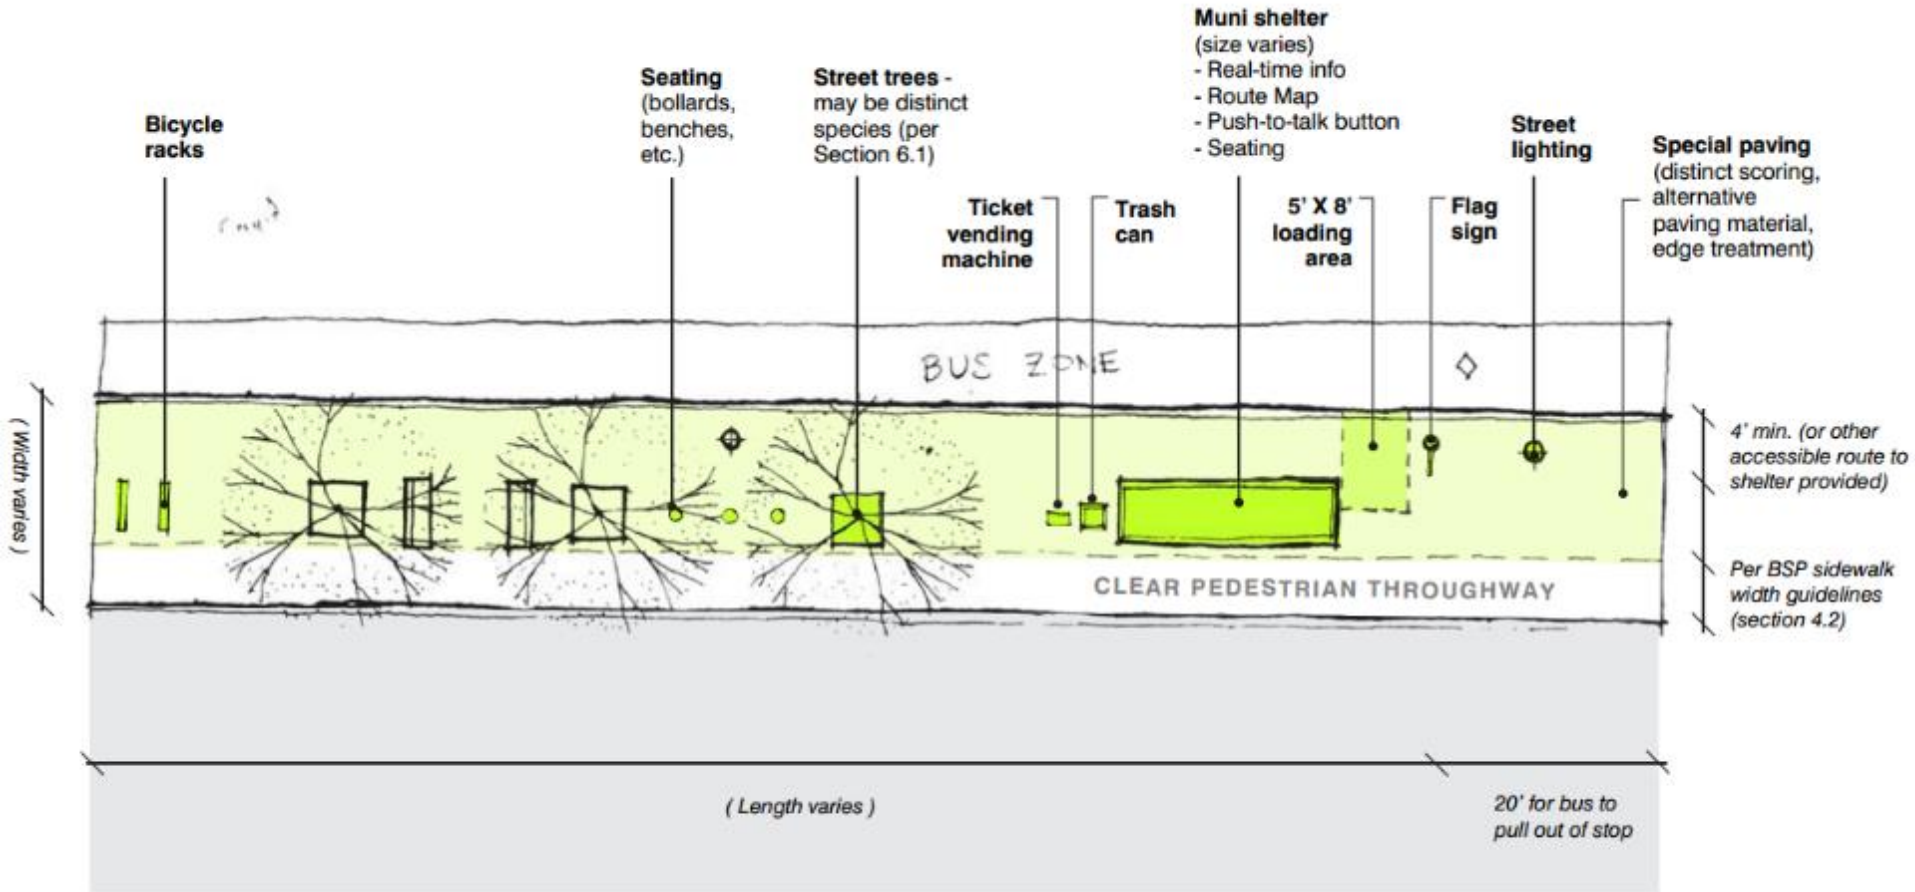 Bicycle
racks
Seating
(bollards,
benches,
etc.)
Street trees -
may be distinct
species (per
Section 6.1)
Ticket
vending
machine
Trash
can
Muni shelter
(size varies)
- Real-time info
- Route Map
- Push-to-talk button
- Seating
5' X 8'
loading
area
Flag
sign
Street
lighting
Special paving
(distinct scoring,
alternative
paving material,
edge treatment)
BUS ZONE
( Width varies )
4' min. (or other
accessible route to
shelter provided)
CLEAR PEDESTRIAN THROUGHWAY
Per BSP sidewalk
width guidelines
(section 4.2)
( Length varies )
20' for bus to
pull out of stop